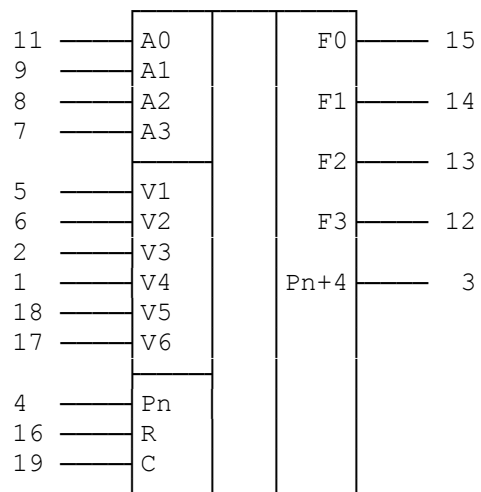 11 A0 F0 15
9 A1
8 A2 F1 14
7 A3
F2 13
5 V1
6 V2 F3 12
2 V3
1 V4 Pn+4 3
18 V5
17 V6
4 Pn
16 R
19 C